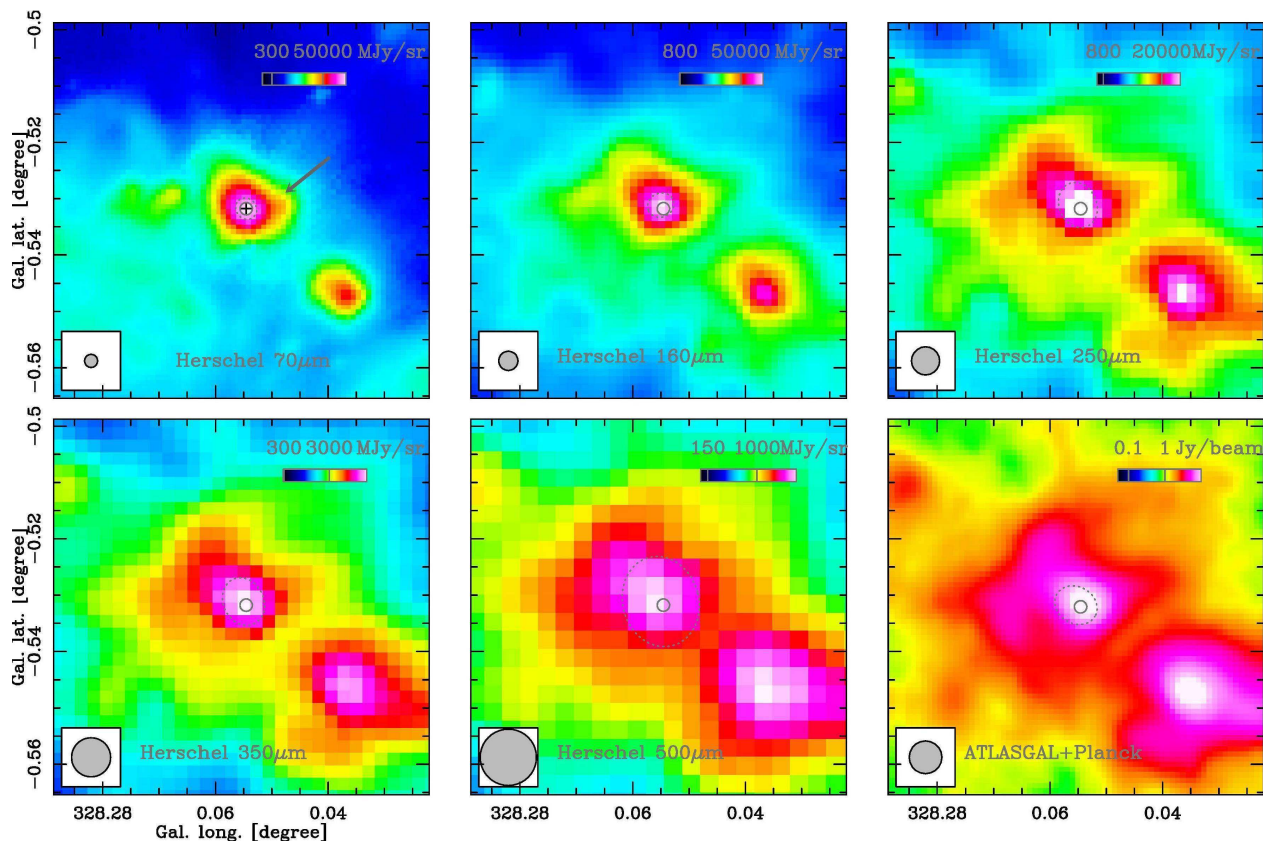 300 50000 MJy/sr
800 50000 MJy/sr
800 20000MJy/sr
Gal. lat. [degree]
-0.5
-0.52
-0.54
-0.56
Herschel 70μm
Herschel 160μm
Herschel 250μm
300 3000 MJy/sr
150 1000MJy/sr
0.1 1 Jy/beam
Gal. lat. [degree]
-0.5
-0.52
-0.54
-0.56
Herschel 350μm
Herschel 500μm
ATLASGAL+Planck
328.28 0.06 0.04
328.28 0.06 0.04
328.28 0.06 0.04
Gal. long. [degree]